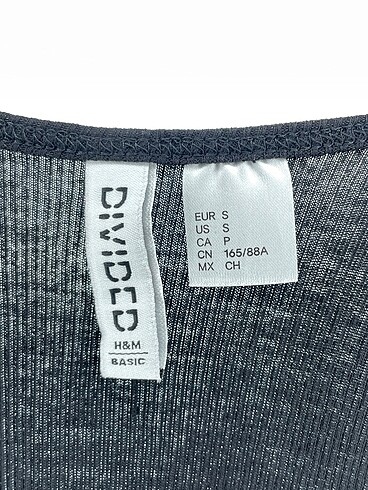 DIVIDED
H&M
BASIC
EUR S
US S
CA P
CN 165/88A
MX CH